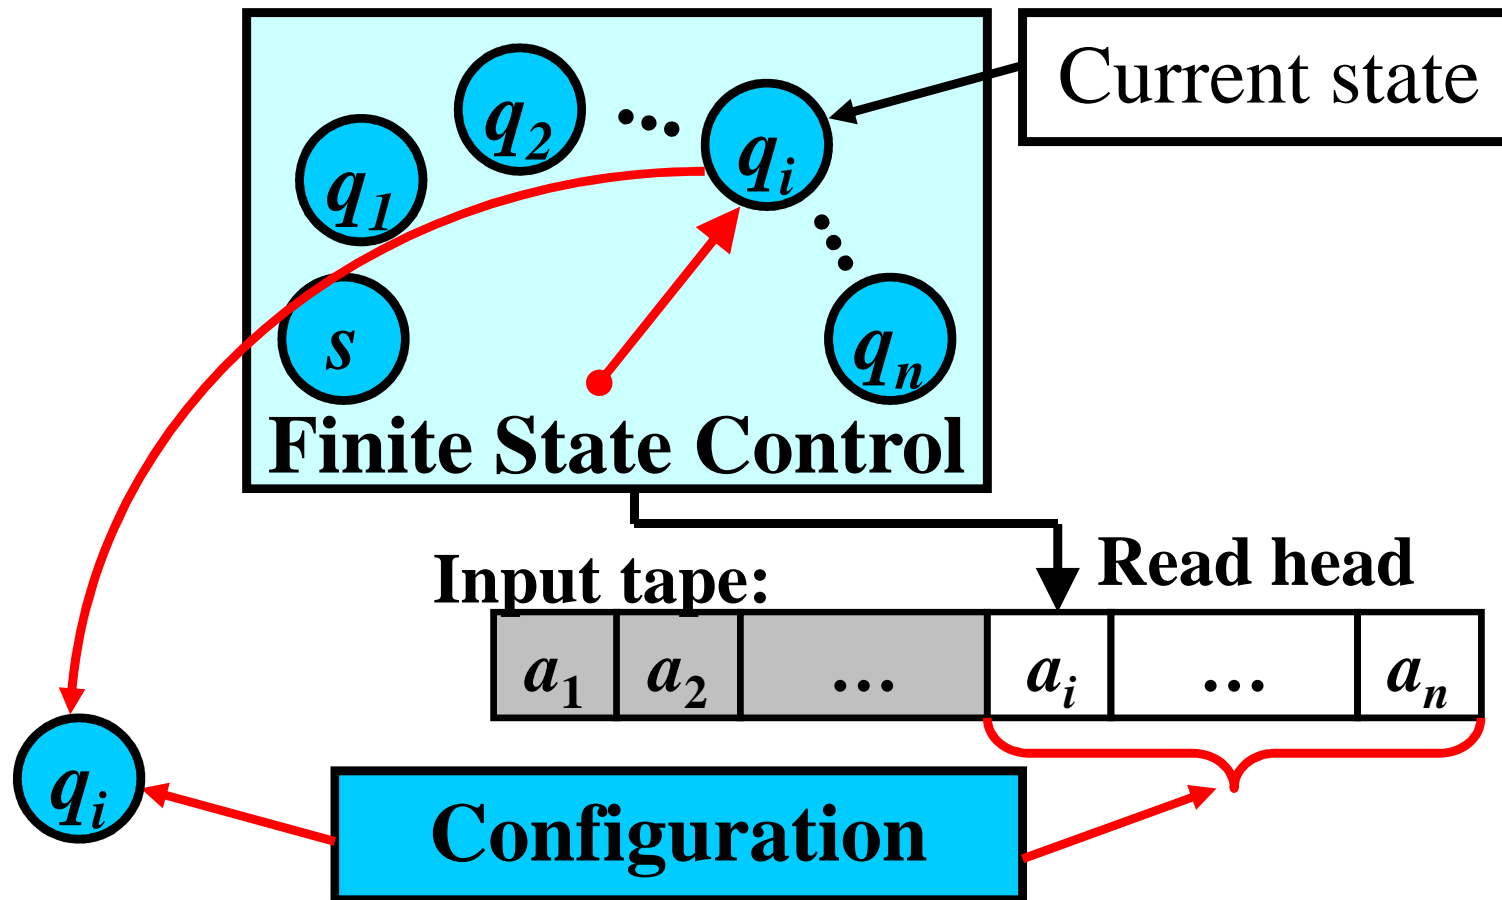 Current state
q2 ... qi
q1
s
qn
Finite State Control
Read head
Input tape:
a1 a2 ... ai ... an
qi
Configuration